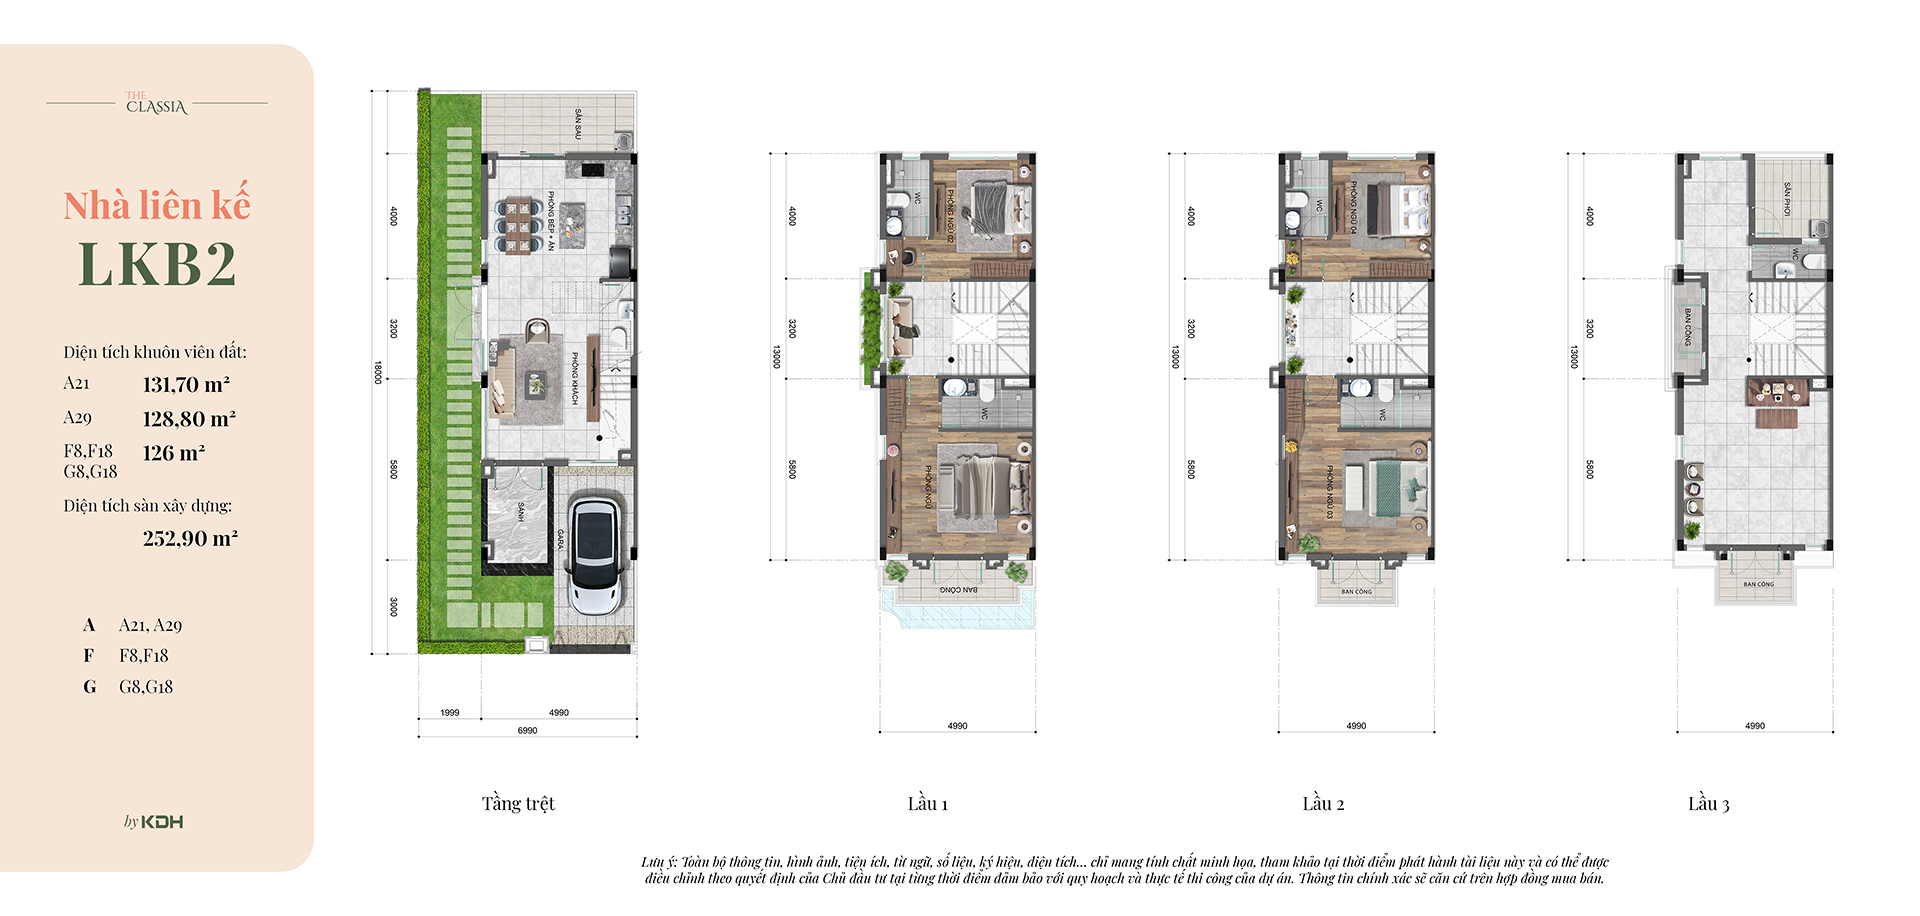 THE
CLASSIA
Nhà liên kế
LKB2
Diện tích khuôn viên đất:
A21 131,70 m²
A29 128,80 m²
F8,F18 126 m²
G8,G18
Diện tích sàn xây dựng:
252,90 m²
A A21, A29
F F8,F18
G G8,G18
by KDH
SÂN SAU
PHÒNG BẾP + ĂN
PHÒNG KHÁCH
SẢNH
GARA
4000
3200
18000
5800
3000
1999
4990
6990
Tầng trệt
WC
PHÒNG NGỦ 02
WC
PHÒNG NGỦ
BAN CÔNG
4000
3200
13000
5800
4990
Lầu 1
WC
PHÒNG NGỦ 04
WC
PHÒNG NGỦ 03
BAN CÔNG
4000
3200
13000
5800
4990
Lầu 2
SÂN PHƠI
WC
BAN CÔNG
BAN CÔNG
4000
3200
13000
5800
4990
Lầu 3
Lưu ý: Toàn bộ thông tin, hình ảnh, tiện ích, từ ngữ, số liệu, ký hiệu, diện tích... chỉ mang tính chất minh họa, tham khảo tại thời điểm phát hành tài liệu này và có thể được
điều chỉnh theo quyết định của Chủ đầu tư tại từng thời điểm đảm bảo với quy hoạch và thực tế thi công của dự án. Thông tin chính xác sẽ căn cứ trên hợp đồng mua bán.